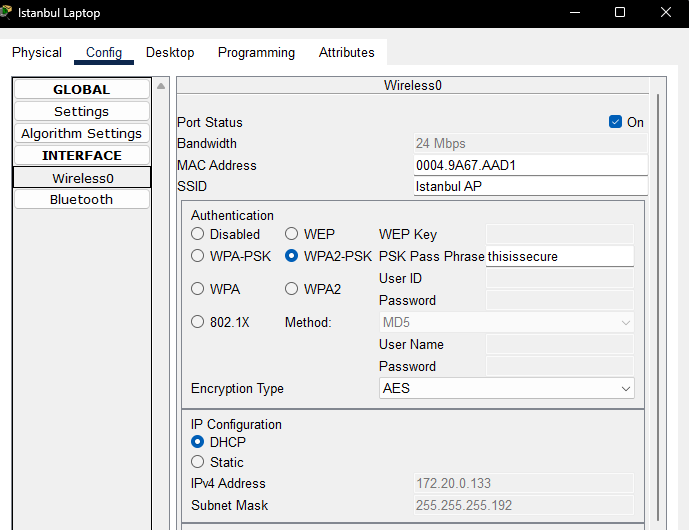 Istanbul Laptop
Physical Config Desktop Programming Attributes
GLOBAL
Settings
Algorithm Settings
INTERFACE
Wireless0
Bluetooth
Wireless0
Port Status On
Bandwidth 24 Mbps
MAC Address 0004.9A67.AAD1
SSID Istanbul AP
Authentication
Disabled WEP WEP Key
WPA-PSK WPA2-PSK PSK Pass Phrase thisissecure
User ID
WPA WPA2 Password
802.1X Method: MD5
User Name
Password
Encryption Type AES
IP Configuration
DHCP
Static
IPv4 Address 172.20.0.133
Subnet Mask 255.255.255.192